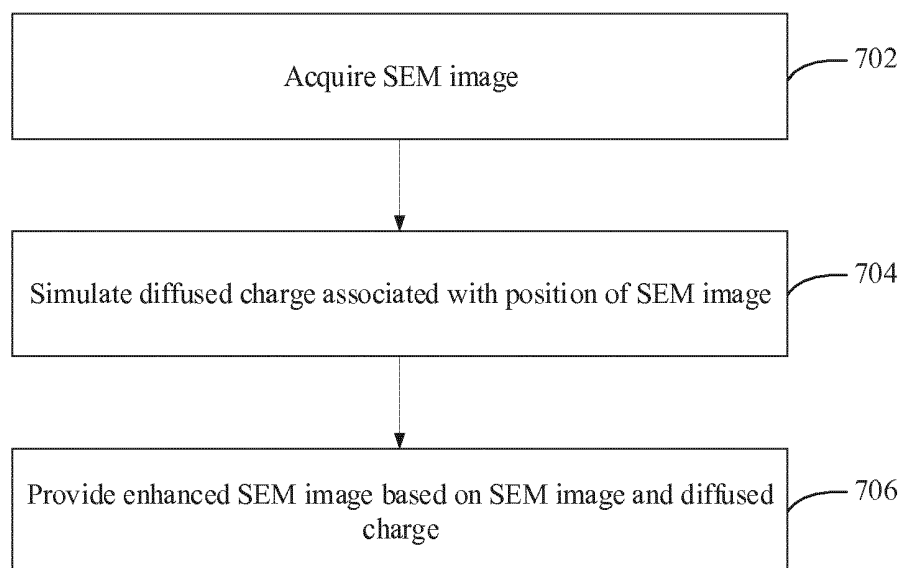 Acquire SEM image
702
Simulate diffused charge associated with position of SEM image
704
Provide enhanced SEM image based on SEM image and diffused
charge
706